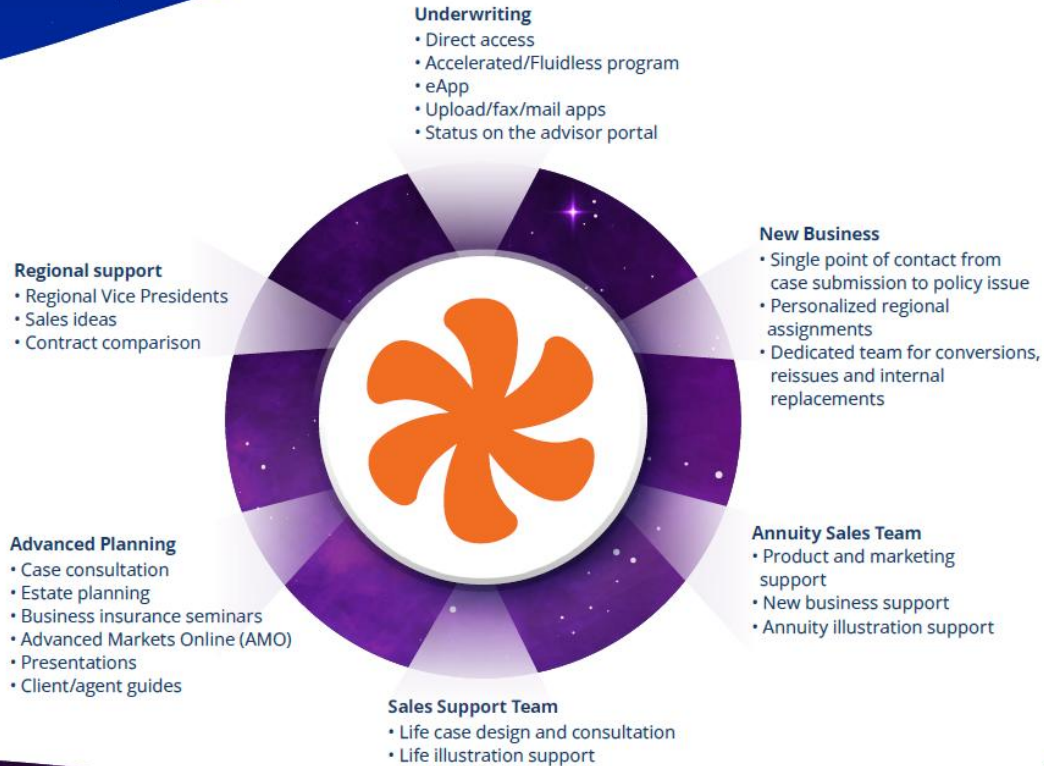 Underwriting
• Direct access
• Accelerated/Fluidless program
• eApp
• Upload/fax/mail apps
• Status on the advisor portal
New Business
• Single point of contact from
case submission to policy issue
• Personalized regional
assignments
• Dedicated team for conversions,
reissues and internal
replacements
Annuity Sales Team
• Product and marketing
support
• New business support
• Annuity illustration support
Sales Support Team
• Life case design and consultation
• Life illustration support
Advanced Planning
• Case consultation
• Estate planning
• Business insurance seminars
• Advanced Markets Online (AMO)
• Presentations
• Client/agent guides
Regional support
• Regional Vice Presidents
• Sales ideas
• Contract comparison